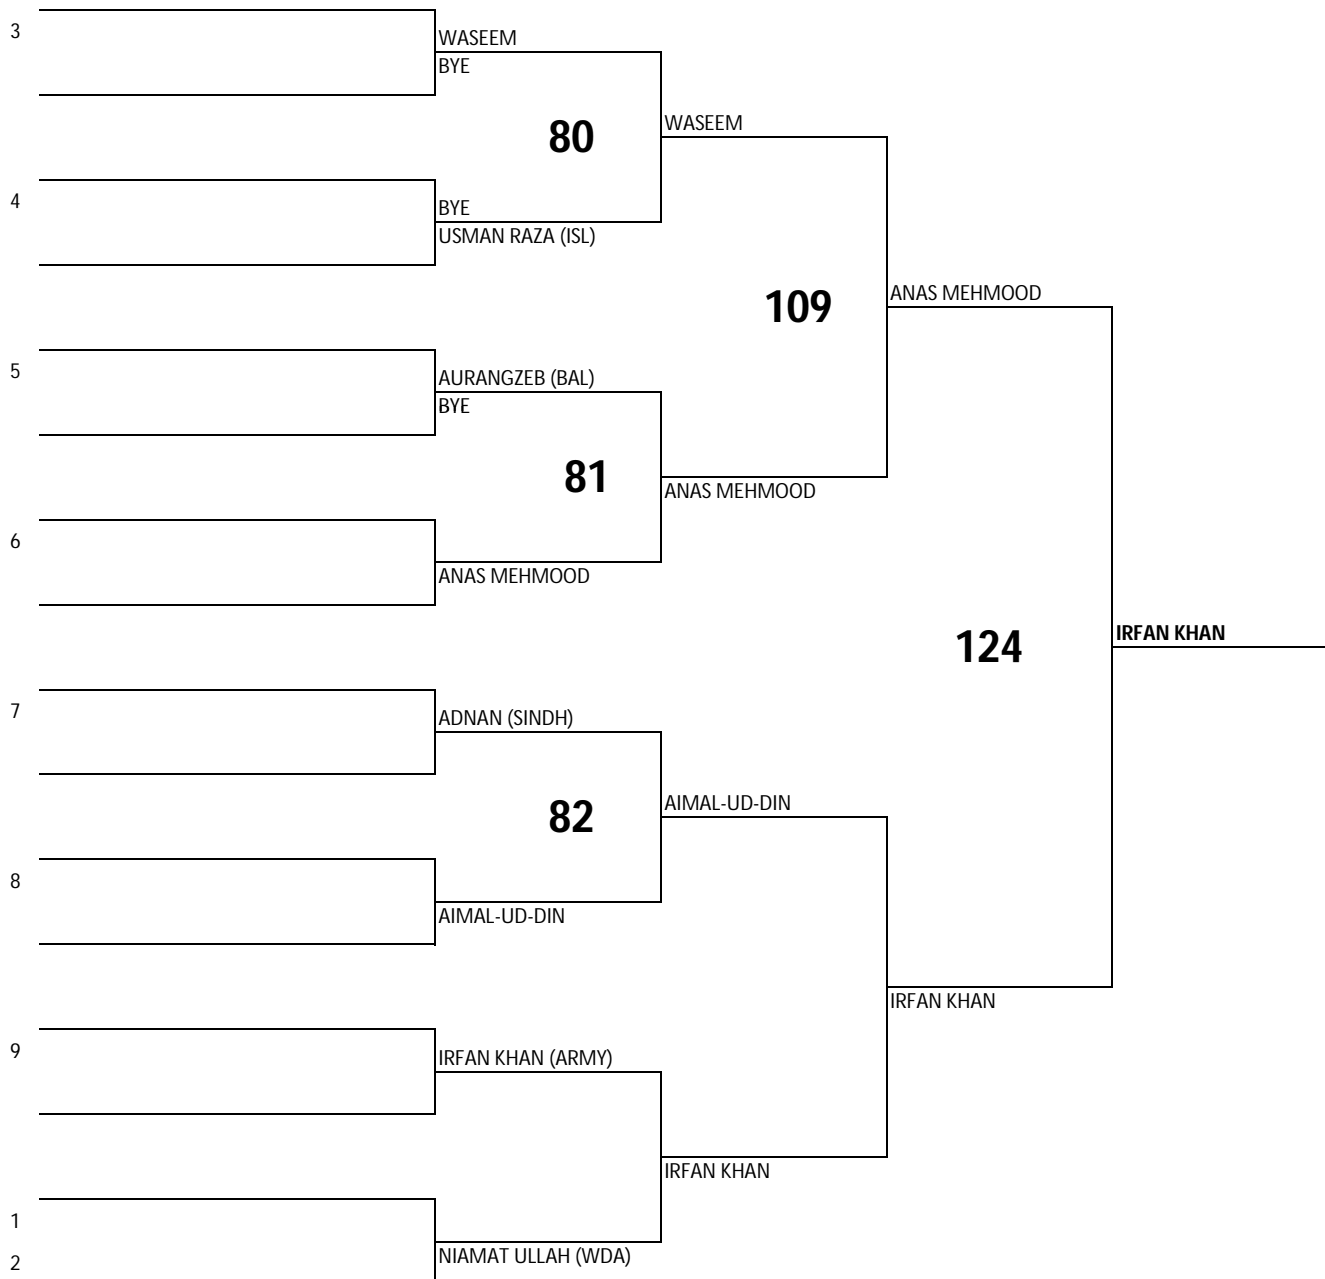 3
WASEEM
BYE
80
WASEEM
4
BYE
USMAN RAZA (ISL)
109
ANAS MEHMOOD
5
AURANGZEB (BAL)
BYE
81
ANAS MEHMOOD
6
ANAS MEHMOOD
124
IRFAN KHAN
7
ADNAN (SINDH)
82
AIMAL-UD-DIN
8
AIMAL-UD-DIN
IRFAN KHAN
9
IRFAN KHAN (ARMY)
IRFAN KHAN
1
2
NIAMAT ULLAH (WDA)